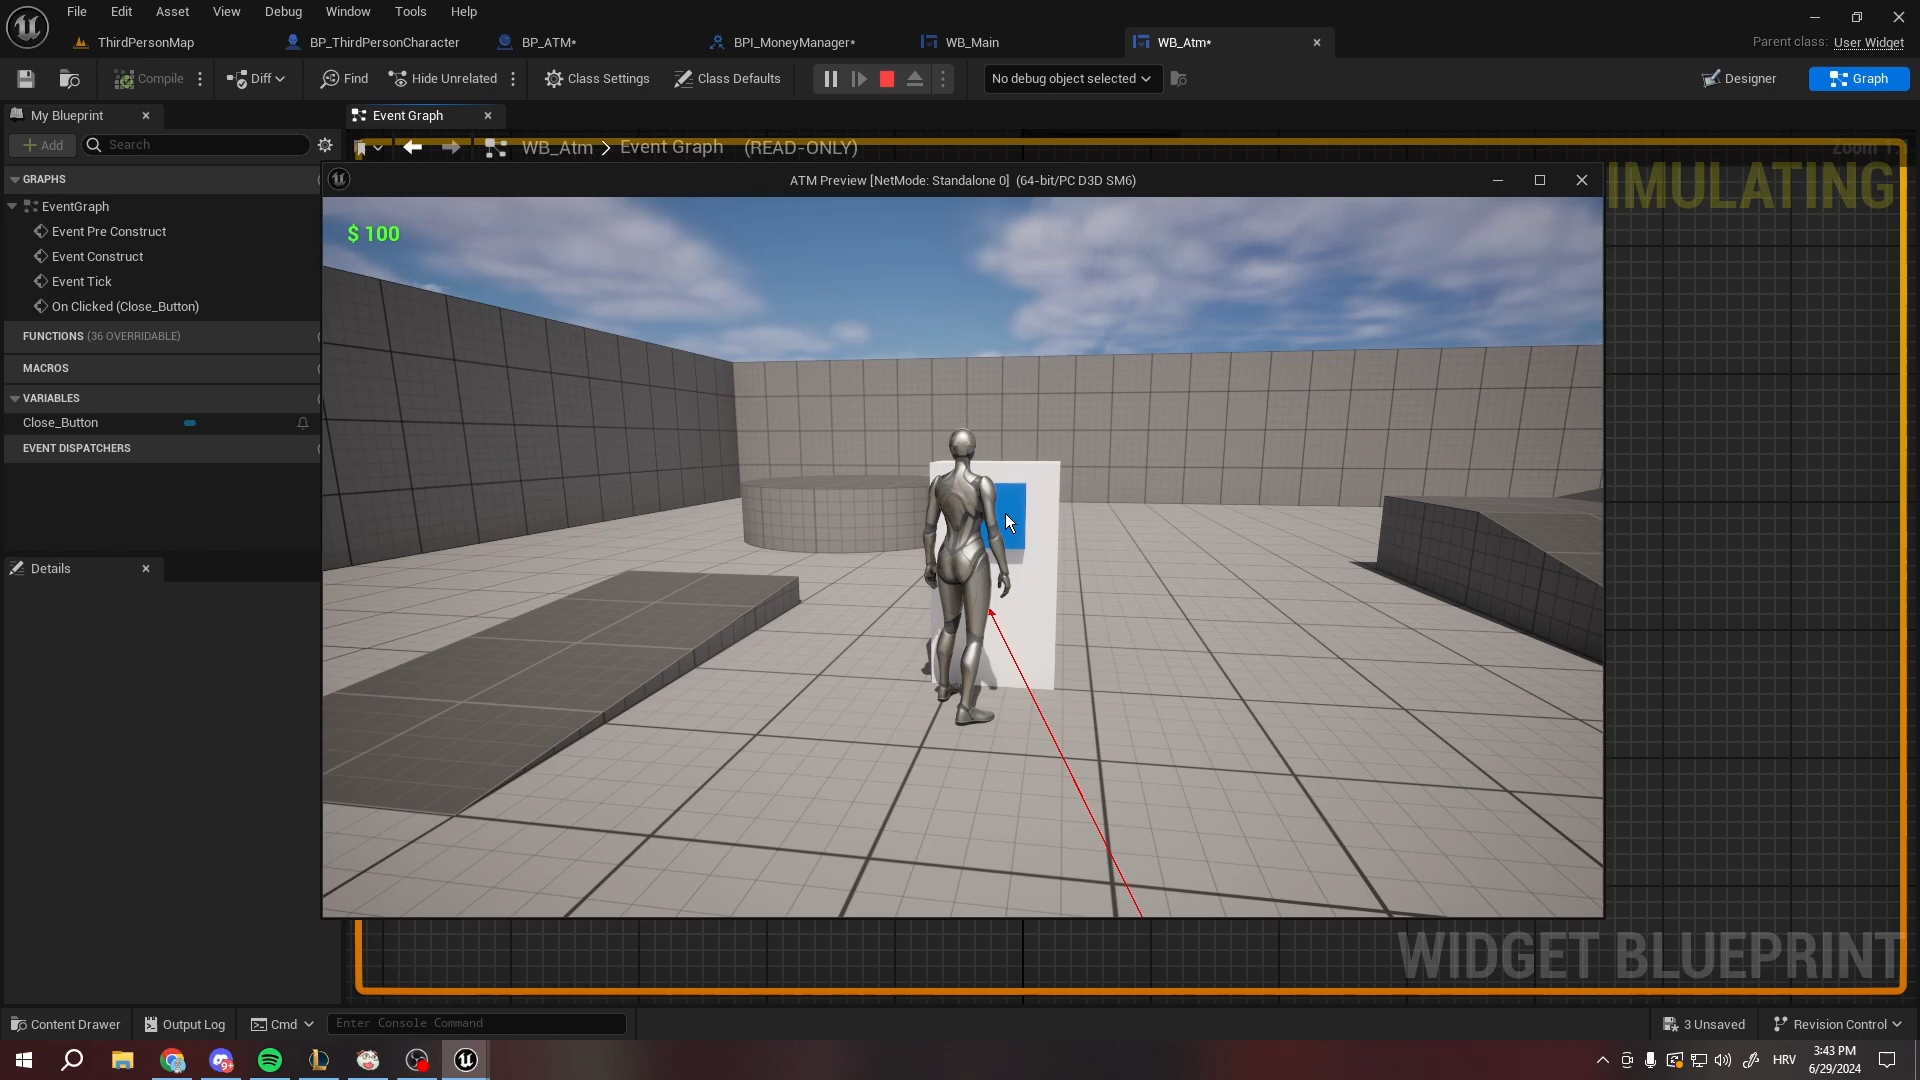 File Edit Asset View Debug Window Tools Help
ThirdPersonMap BP_ThirdPersonCharacter BP_ATM* BPI_MoneyManager* WB_Main WB_Atm* Parent class: User Widget
Compile Diff Find Hide Unrelated Class Settings Class Defaults No debug object selected Designer Graph
My Blueprint Event Graph
Add Search WB_Atm > Event Graph (READ-ONLY)
IMULATING
GRAPHS
ATM Preview [NetMode: Standalone 0] (64-bit/PC D3D SM6)
EventGraph
Event Pre Construct
$ 100
Event Construct
Event Tick
On Clicked (Close_Button)
FUNCTIONS (36 OVERRIDABLE)
MACROS
VARIABLES
Close_Button
EVENT DISPATCHERS
Details
WIDGET BLUEPRINT
Content Drawer Output Log Cmd Enter Console Command 3 Unsaved Revision Control
9+ HRV 3:43 PM
6/29/2024